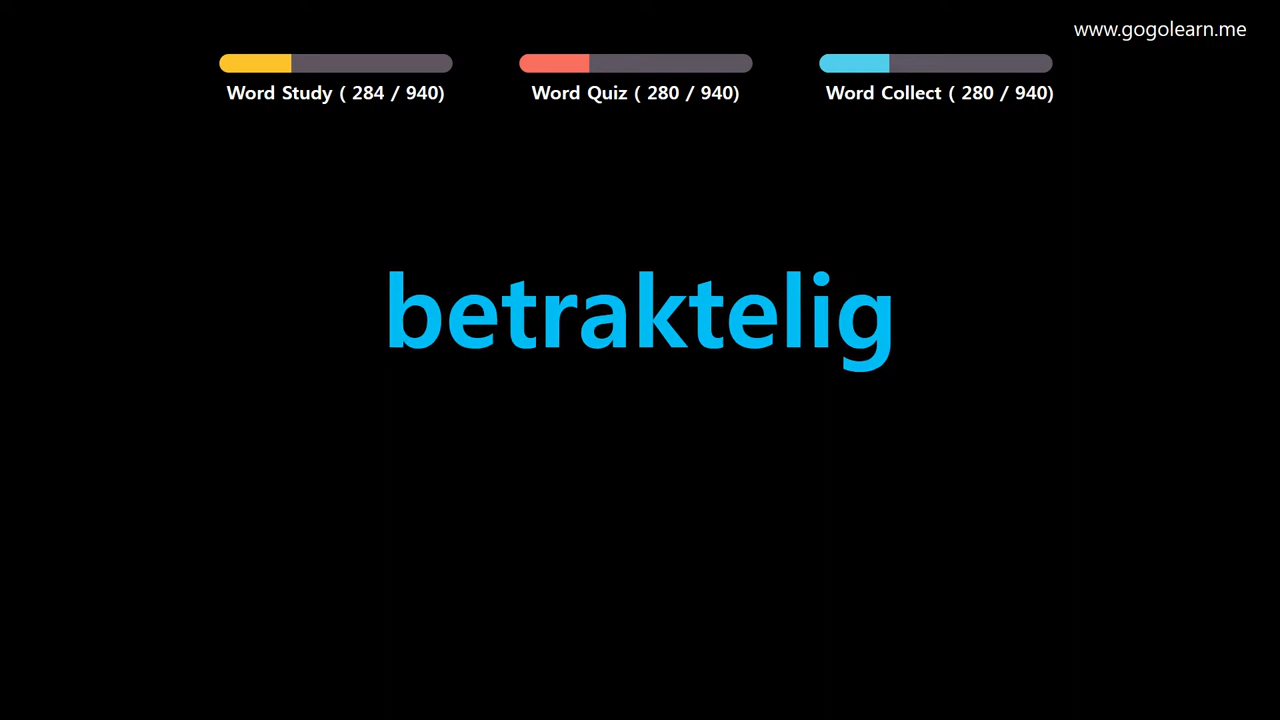 www.gogolearn.me
Word Study ( 284 / 940)
Word Quiz ( 280 / 940)
Word Collect ( 280 / 940)
betraktelig